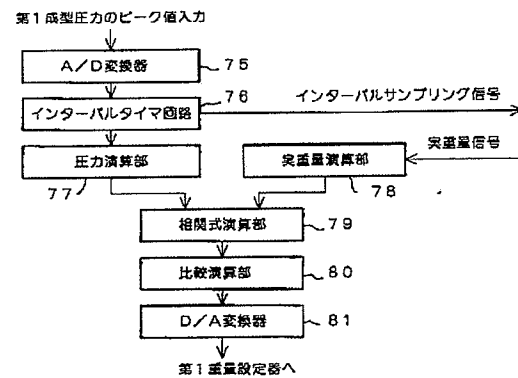 第1成型圧力のピーク値入力
A/D変換器
75
76
インターバルサンプリング信号
インターバルタイマ回路
実重量信号
圧力演算部
実重量演算部
77
78
相関式演算部
79
比較演算部
80
D/A変換器
81
第1重量設定器へ